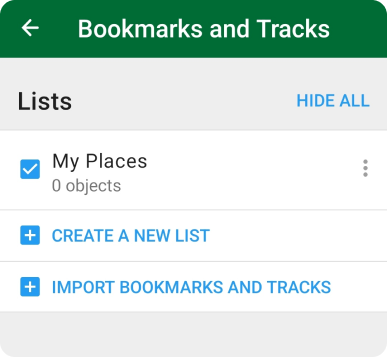 Bookmarks and Tracks
Lists
HIDE ALL
My Places
0 objects
CREATE A NEW LIST
IMPORT BOOKMARKS AND TRACKS